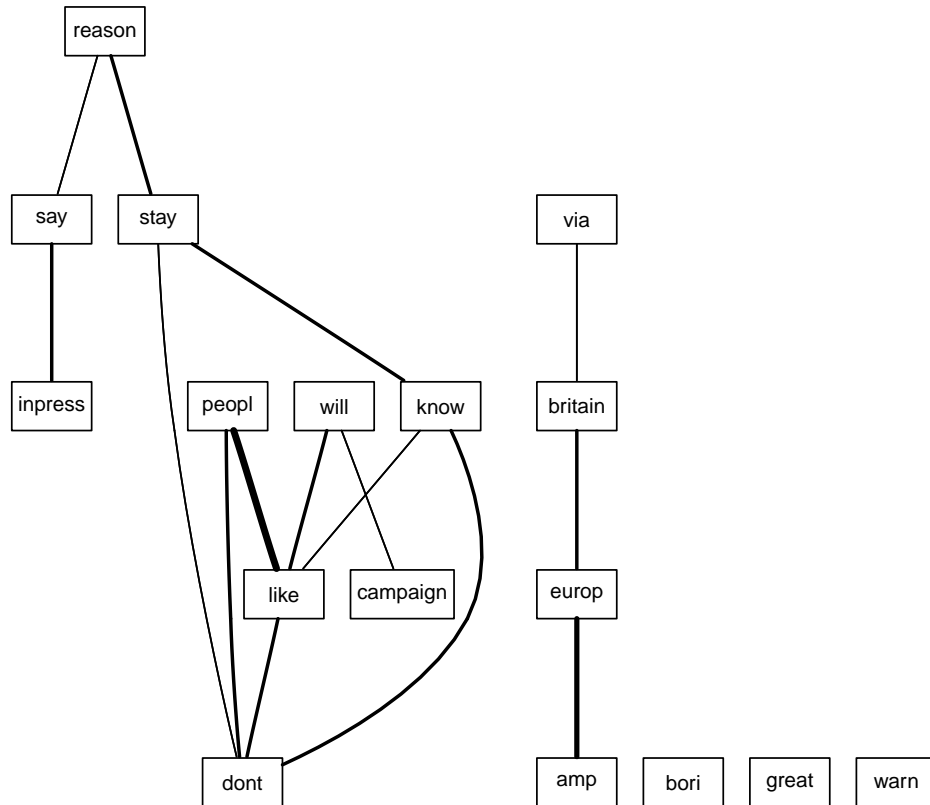 reason
say stay via
inpress peopl will know britain
like campaign europ
dont amp bori great warn